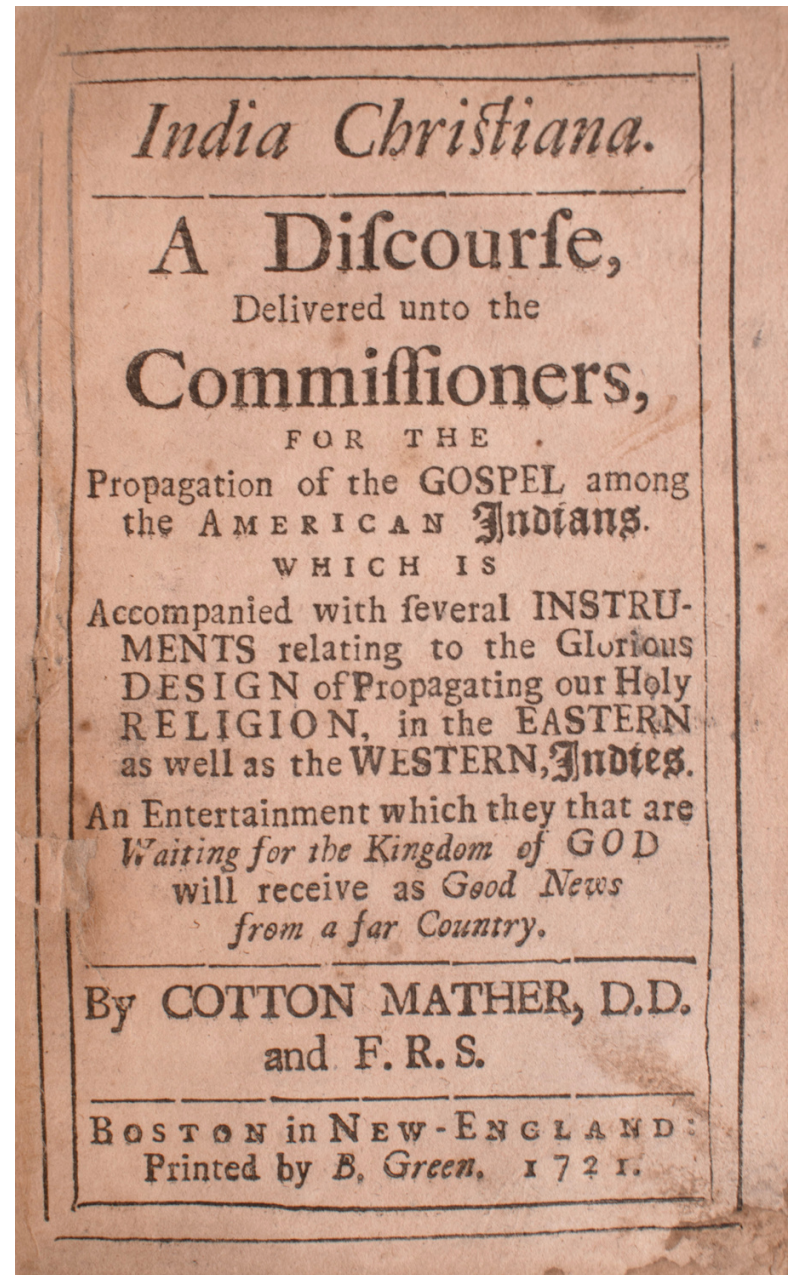 India Chriſtiana.
A Diſcourſe,
Delivered unto the
Commiſſioners,
FOR THE
Propagation of the GOSPEL among
the AMERICAN Indians.
WHICH IS
Accompanied with ſeveral INSTRU-
MENTS relating to the Glorious
DESIGN of Propagating our Holy
RELIGION, in the EASTERN
as well as the WESTERN, Indies.
An Entertainment which they that are
Waiting for the Kingdom of GOD
will receive as Good News
from a far Country.
By COTTON MATHER, D.D.
and F. R. S.
BOSTON in NEW-ENGLAND:
Printed by B. Green. 1721.